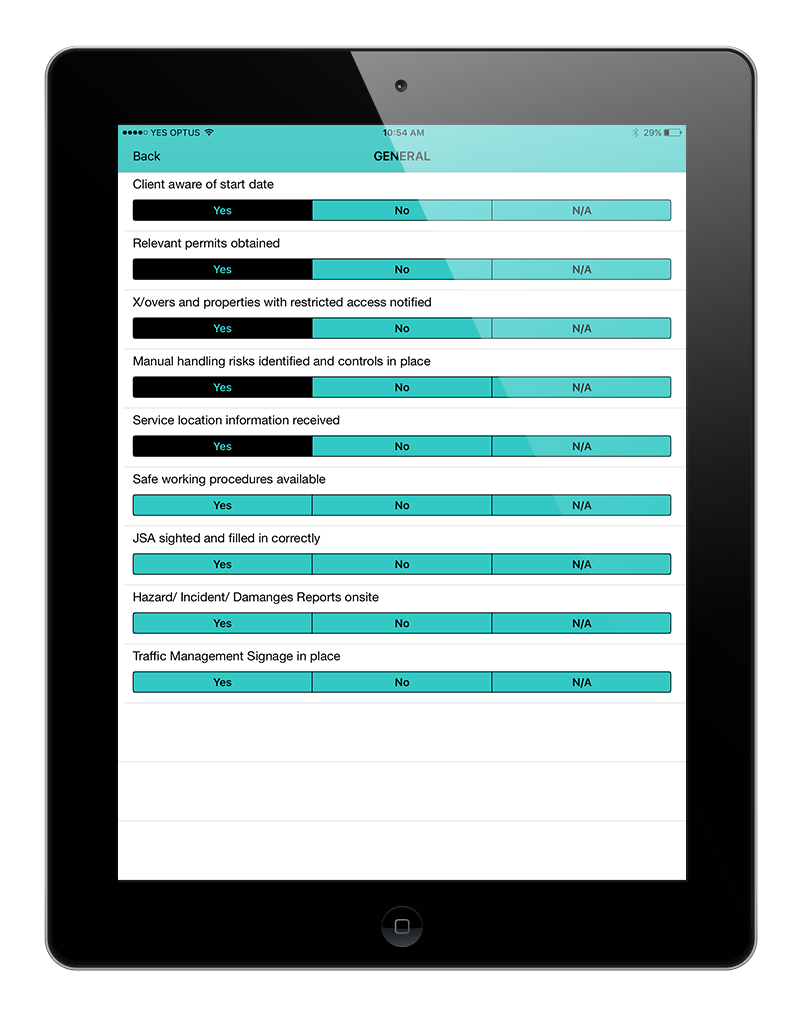 YES OPTUS 10:54 AM 29%
Back GENERAL
Client aware of start date
Yes No N/A
Relevant permits obtained
Yes No N/A
X/overs and properties with restricted access notified
Yes No N/A
Manual handling risks identified and controls in place
Yes No N/A
Service location information received
Yes No N/A
Safe working procedures available
Yes No N/A
JSA sighted and filled in correctly
Yes No N/A
Hazard/ Incident/ Damanges Reports onsite
Yes No N/A
Traffic Management Signage in place
Yes No N/A